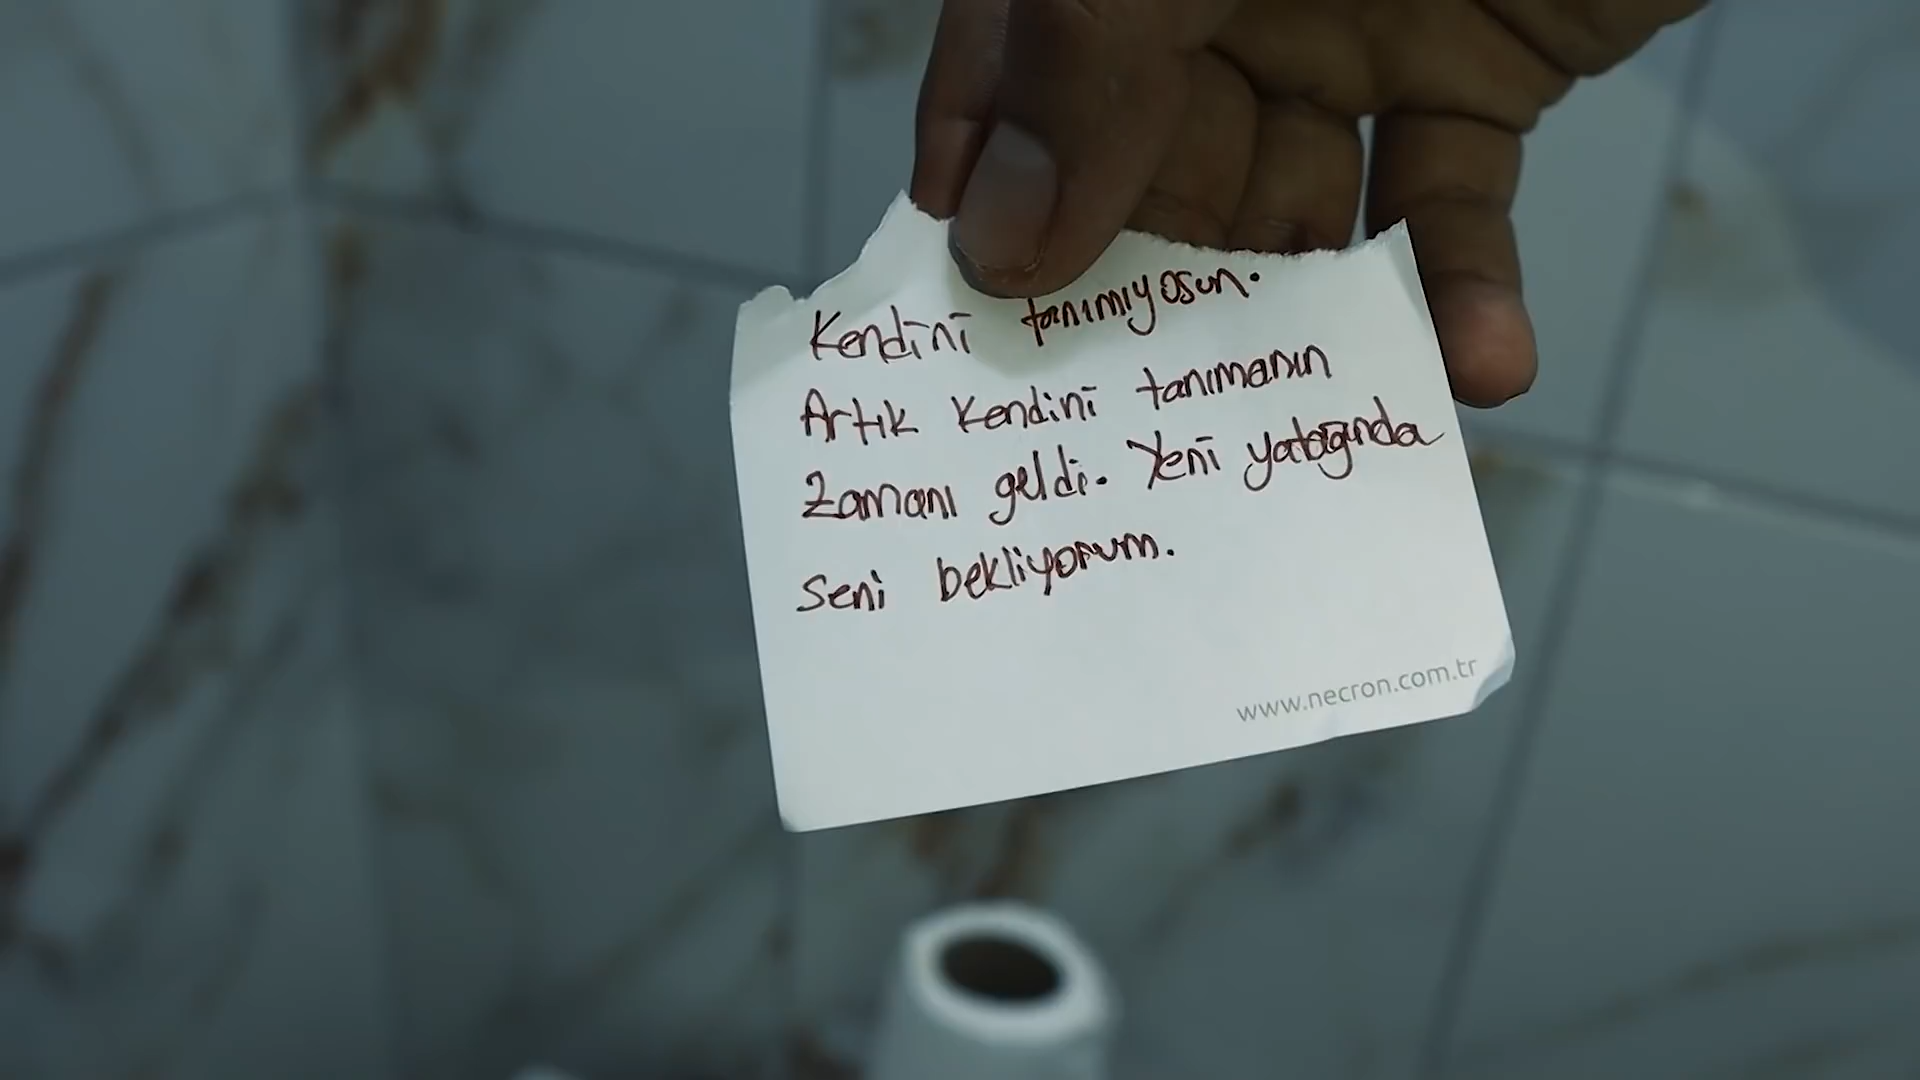 Kendini tanımıyosun.
Artık kendini tanımanın
zamanı geldi. Yeni yatağında
seni bekliyorum.
www.necron.com.tr